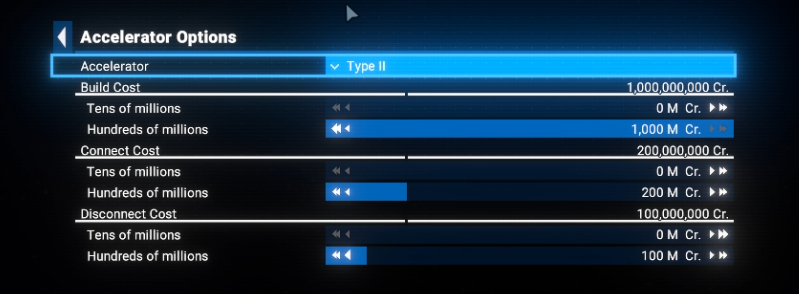 Accelerator Options
Accelerator Type II
Build Cost 1,000,000,000 Cr.
Tens of millions 0 M Cr.
Hundreds of millions 1,000 M Cr.
Connect Cost 200,000,000 Cr.
Tens of millions 0 M Cr.
Hundreds of millions 200 M Cr.
Disconnect Cost 100,000,000 Cr.
Tens of millions 0 M Cr.
Hundreds of millions 100 M Cr.